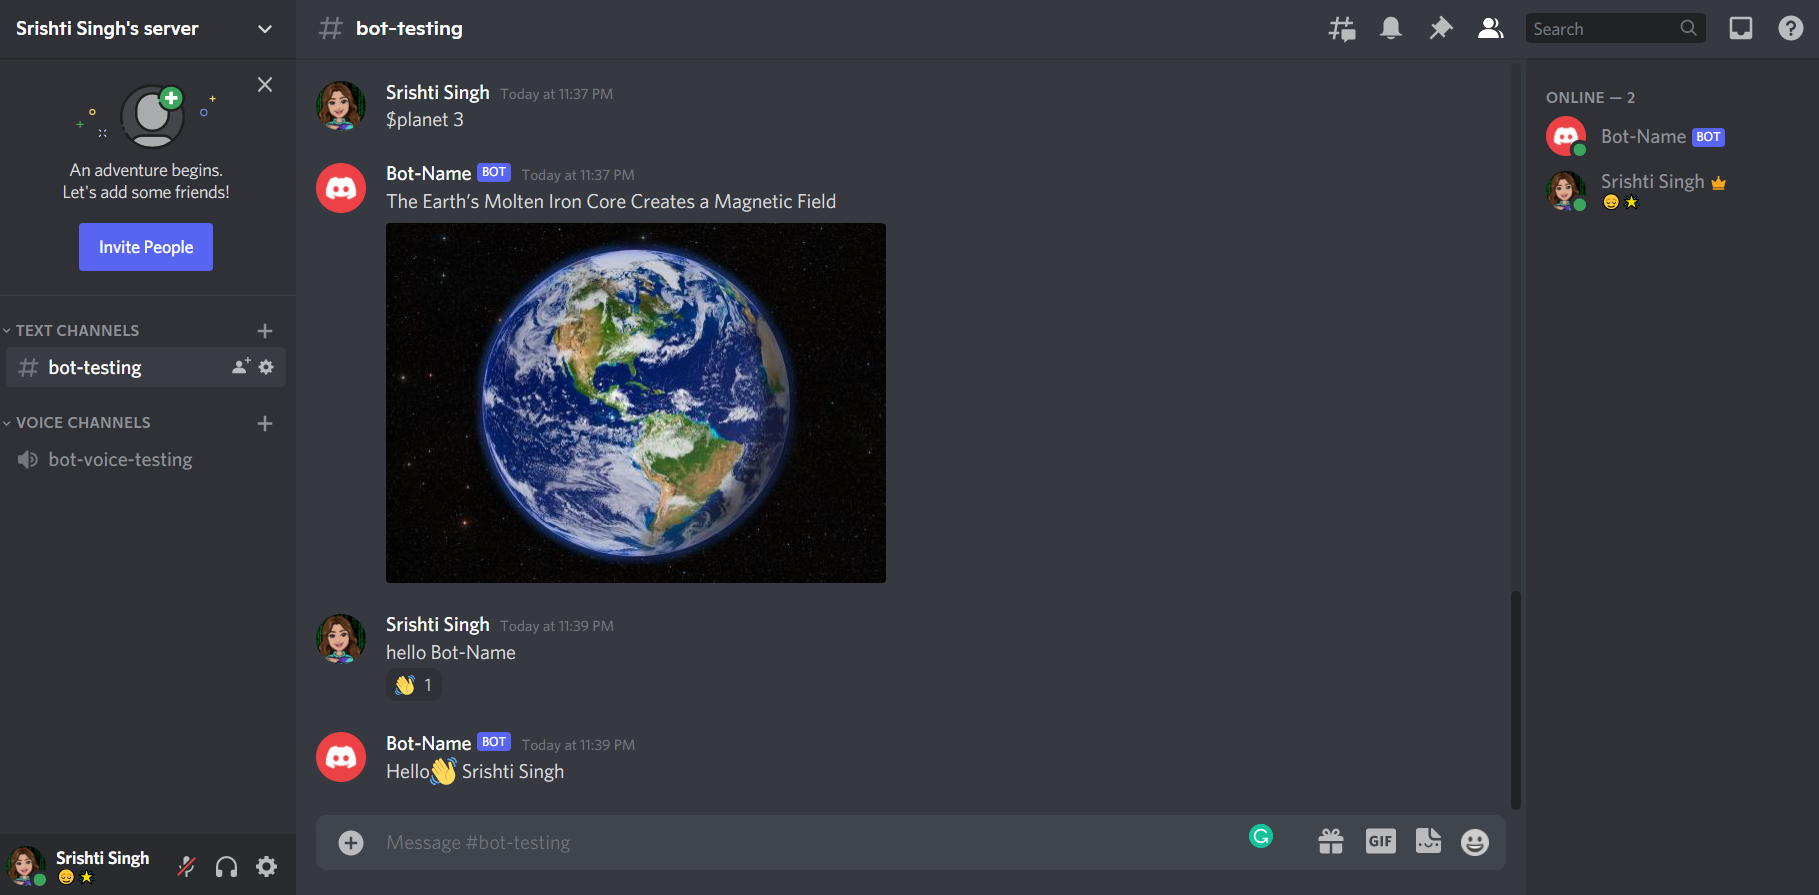 Srishti Singh's server
An adventure begins.
Let's add some friends!
Invite People
TEXT CHANNELS
bot-testing
VOICE CHANNELS
bot-voice-testing
Srishti Singh
😌🌟
# bot-testing
Search
Srishti Singh Today at 11:37 PM
$planet 3
Bot-Name BOT Today at 11:37 PM
The Earth’s Molten Iron Core Creates a Magnetic Field
Srishti Singh Today at 11:39 PM
hello Bot-Name
👋 1
Bot-Name BOT Today at 11:39 PM
Hello👋 Srishti Singh
Message #bot-testing
GIF
ONLINE — 2
Bot-Name BOT
Srishti Singh
😌🌟